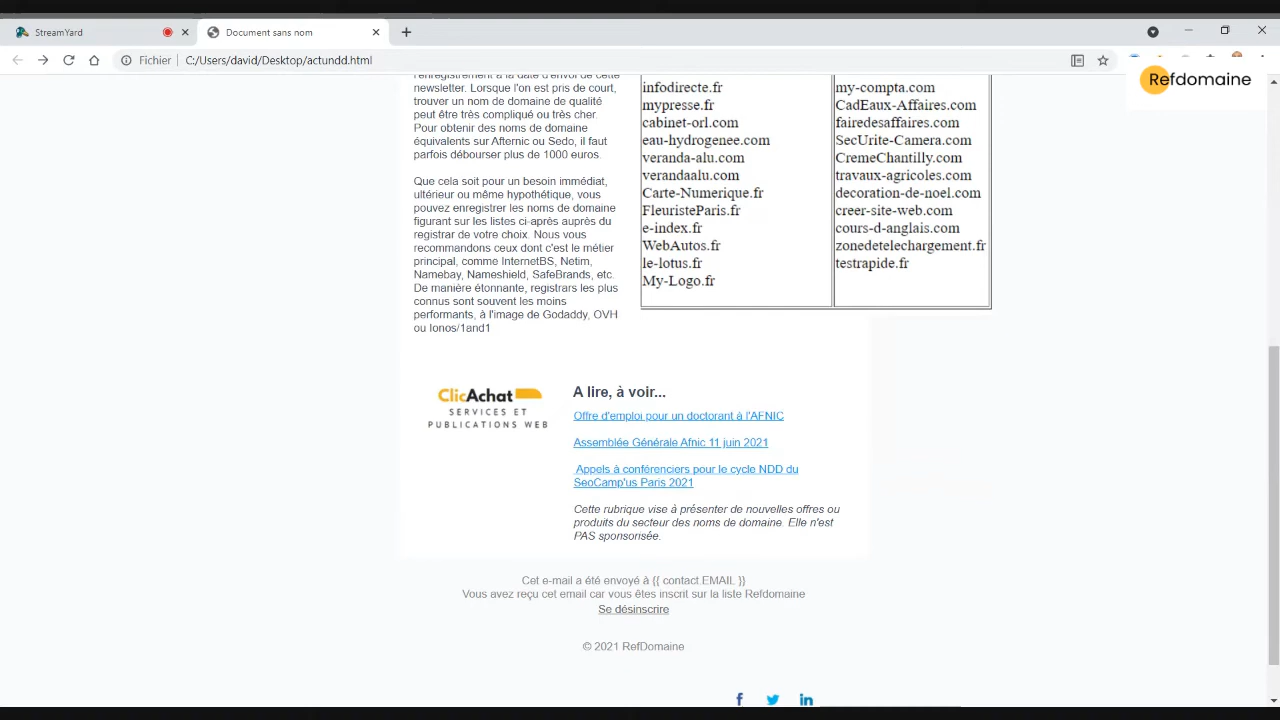 StreamYard
Document sans nom
Fichier
C:/Users/david/Desktop/actundd.html
Refdomaine
l'enregistrement à la date d'envoi de cette
newsletter. Lorsque l'on est pris de court,
trouver un nom de domaine de qualité
peut être très compliqué ou très cher.
Pour obtenir des noms de domaine
équivalents sur Afternic ou Sedo, il faut
parfois débourser plus de 1000 euros.
Que cela soit pour un besoin immédiat,
ultérieur ou même hypothétique, vous
pouvez enregistrer les noms de domaine
figurant sur les listes ci-après auprès du
registrar de votre choix. Nous vous
recommandons ceux dont c'est le métier
principal, comme InternetBS, Netim,
Namebay, Nameshield, SafeBrands, etc.
De manière étonnante, registrars les plus
connus sont souvent les moins
performants, à l'image de Godaddy, OVH
ou Ionos/1and1
infodirecte.fr
mypresse.fr
cabinet-orl.com
eau-hydrogenee.com
veranda-alu.com
verandaalu.com
Carte-Numerique.fr
FleuristeParis.fr
e-index.fr
WebAutos.fr
le-lotus.fr
My-Logo.fr
my-compta.com
CadEaux-Affaires.com
fairedesaffaires.com
SecUrite-Camera.com
CremeChantilly.com
travaux-agricoles.com
decoration-de-noel.com
creer-site-web.com
cours-d-anglais.com
zonedetelechargement.fr
testrapide.fr
ClicAchat
SERVICES ET
PUBLICATIONS WEB
A lire, à voir...
Offre d'emploi pour un doctorant à l'AFNIC
Assemblée Générale Afnic 11 juin 2021
Appels à conférenciers pour le cycle NDD du
SeoCamp'us Paris 2021
Cette rubrique vise à présenter de nouvelles offres ou
produits du secteur des noms de domaine. Elle n'est
PAS sponsorisée.
Cet e-mail a été envoyé à {{ contact.EMAIL }}
Vous avez reçu cet email car vous êtes inscrit sur la liste Refdomaine
Se désinscrire
© 2021 RefDomaine